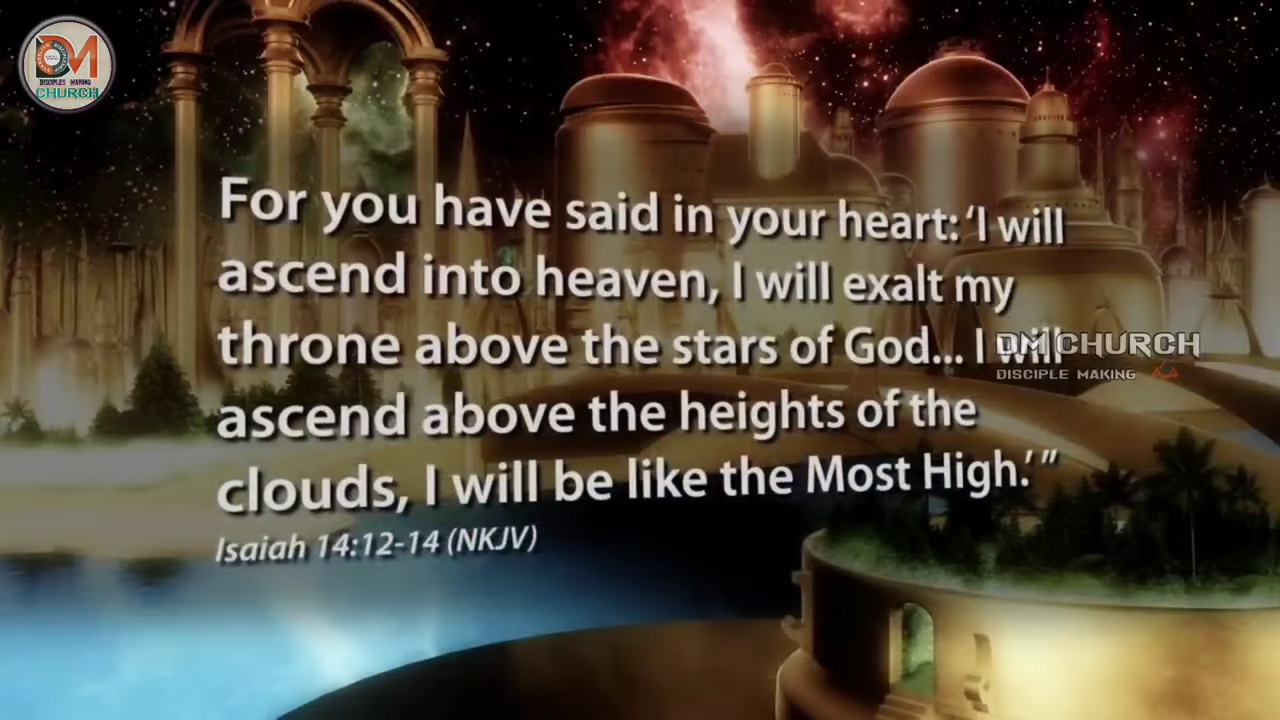 DM
DISCIPLES MAKING
CHURCH
For you have said in your heart: ‘I will
ascend into heaven, I will exalt my
throne above the stars of God... I will
DM CHURCH
DISCIPLE MAKING
ascend above the heights of the
clouds, I will be like the Most High.’”
Isaiah 14:12-14 (NKJV)